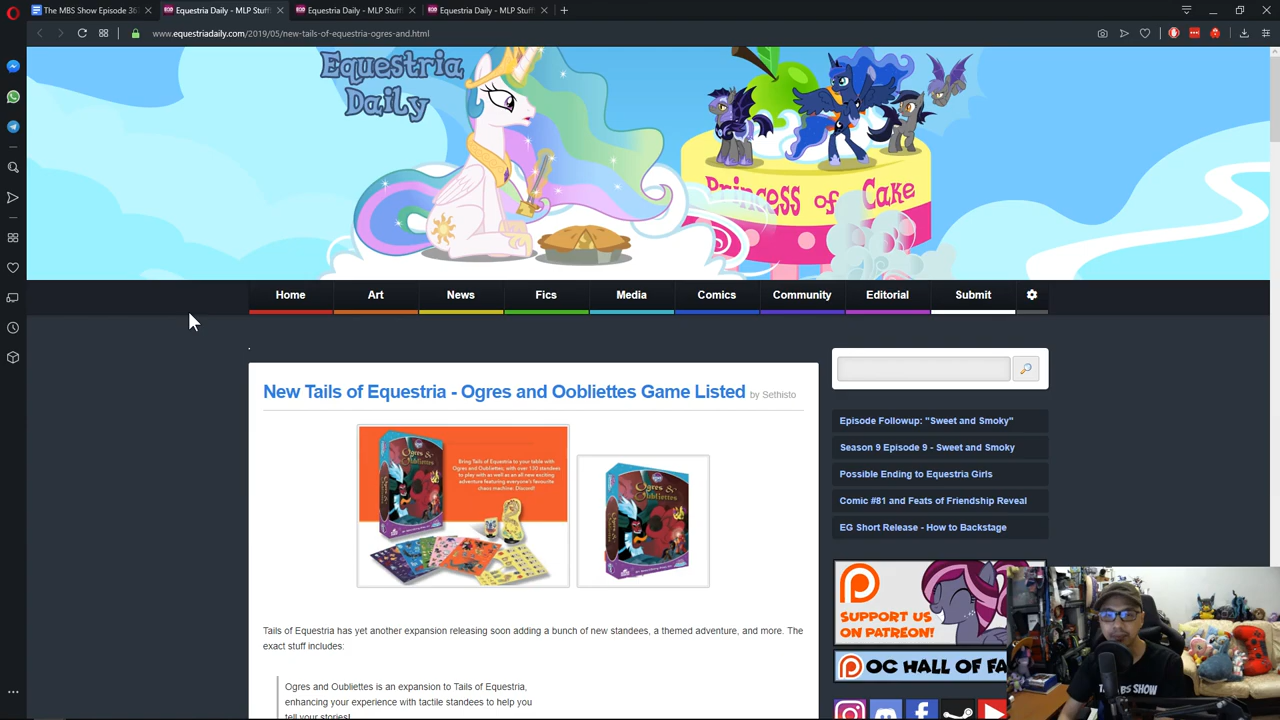 The MBS Show Episode 36
Equestria Daily - MLP Stuff!
Equestria Daily - MLP Stuff
Equestria Daily - MLP Stuff
www.equestriadaily.com/2019/05/new-tails-of-equestria-ogres-and.html
Equestria
Daily
Princess of Cake
Home
Art
News
Fics
Media
Comics
Community
Editorial
Submit
New Tails of Equestria - Ogres and Oobliettes Game Listed by Sethisto
Bring Tails of Equestria to your table with
Ogres and Oubliettes, with over 130 standees
to play with as well as an all new exciting
adventure featuring everyone's favourite
chaos machine: Discord!
Ogres &
Oubliettes
Ogres &
Oubliettes
Tails of Equestria has yet another expansion releasing soon adding a bunch of new standees, a themed adventure, and more. The
exact stuff includes:
Ogres and Oubliettes is an expansion to Tails of Equestria,
enhancing your experience with tactile standees to help you
tell your stories!
Episode Followup: "Sweet and Smoky"
Season 9 Episode 9 - Sweet and Smoky
Possible Ending to Equestria Girls
Comic #81 and Feats of Friendship Reveal
EG Short Release - How to Backstage
SUPPORT US
ON PATREON!
OC HALL OF FA
SHOW